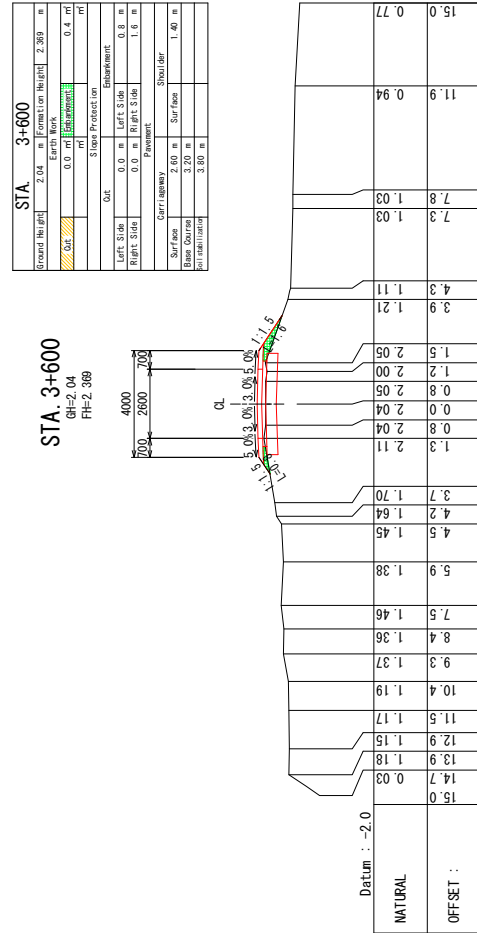 STA. 3+600
Ground Height 2.04 m Formation Height 2.369 m
Earth Work
Cut 0.0 ㎡ Embankment 0.4 ㎡
㎡ ㎡
Slope Protection
Cut Embankment
Left Side 0.0 m Left Side 0.8 m
Right Side 0.0 m Right Side 1.6 m
Pavement
Carriageway Shoulder
Surface 2.60 m Surface 1.40 m
Base Course 3.20 m
Soil stabilization 3.80 m
STA. 3+600
GH=2.04
FH=2.369
4000
700 2600 700
CL
5.0% 3.0% 3.0% 5.0%
1:1.5 1:1.5
L=0.8 L=1.6
Datum : -2.0
NATURAL 0.03 1.18 1.15 1.17 1.19 1.37 1.36 1.46 1.38 1.45 1.64 1.70 2.11 2.04 2.04 2.05 2.00 2.05 1.21 1.11 1.03 1.03 0.94 0.77
OFFSET : 15.0 14.7 13.9 12.9 11.5 10.4 9.3 8.4 7.5 5.9 4.5 4.2 3.7 1.3 0.8 0.0 0.8 1.2 1.5 3.9 4.3 7.3 7.8 11.9 15.0